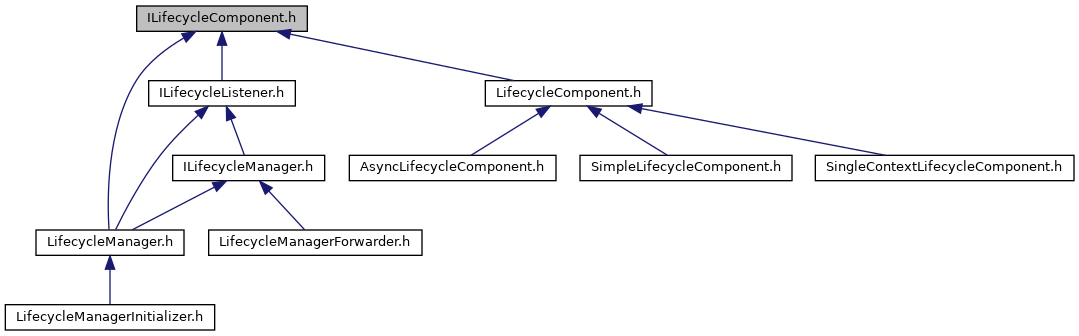 ILifecycleComponent.h
ILifecycleListener.h
LifecycleComponent.h
ILifecycleManager.h
AsyncLifecycleComponent.h
SimpleLifecycleComponent.h
SingleContextLifecycleComponent.h
LifecycleManager.h
LifecycleManagerForwarder.h
LifecycleManagerInitializer.h